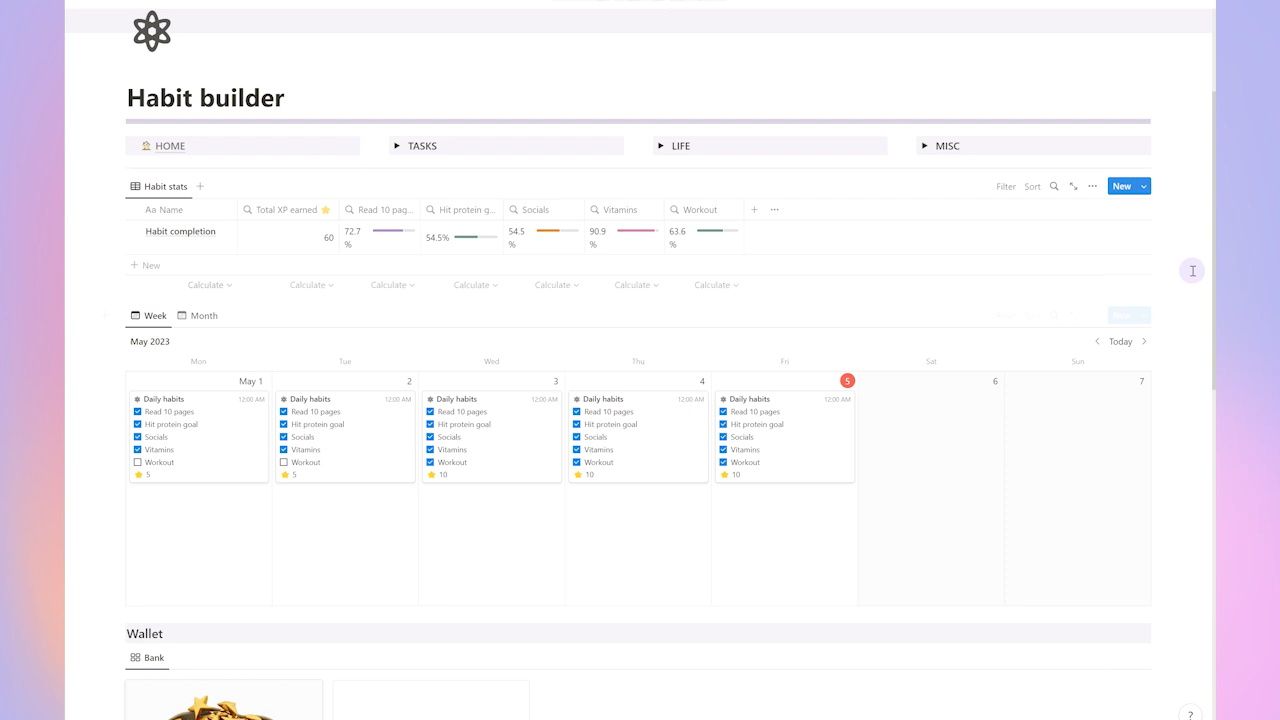 Habit builder
HOME
TASKS
LIFE
MISC
Habit stats
Filter Sort New
Aa Name Total XP earned ⭐ Read 10 pag... Hit protein g... Socials Vitamins Workout
Habit completion 60 72.7% 54.5% 54.5% 90.9% 63.6%
New
Calculate Calculate Calculate Calculate Calculate Calculate Calculate
Week Month
New
May 2023 Today
Mon Tue Wed Thu Fri Sat Sun
May 1 2 3 4 5 6 7
Daily habits 12:00 AM
Read 10 pages
Hit protein goal
Socials
Vitamins
Workout
⭐ 5
Daily habits 12:00 AM
Read 10 pages
Hit protein goal
Socials
Vitamins
Workout
⭐ 5
Daily habits 12:00 AM
Read 10 pages
Hit protein goal
Socials
Vitamins
Workout
⭐ 10
Daily habits 12:00 AM
Read 10 pages
Hit protein goal
Socials
Vitamins
Workout
⭐ 10
Daily habits 12:00 AM
Read 10 pages
Hit protein goal
Socials
Vitamins
Workout
⭐ 10
Wallet
Bank
?